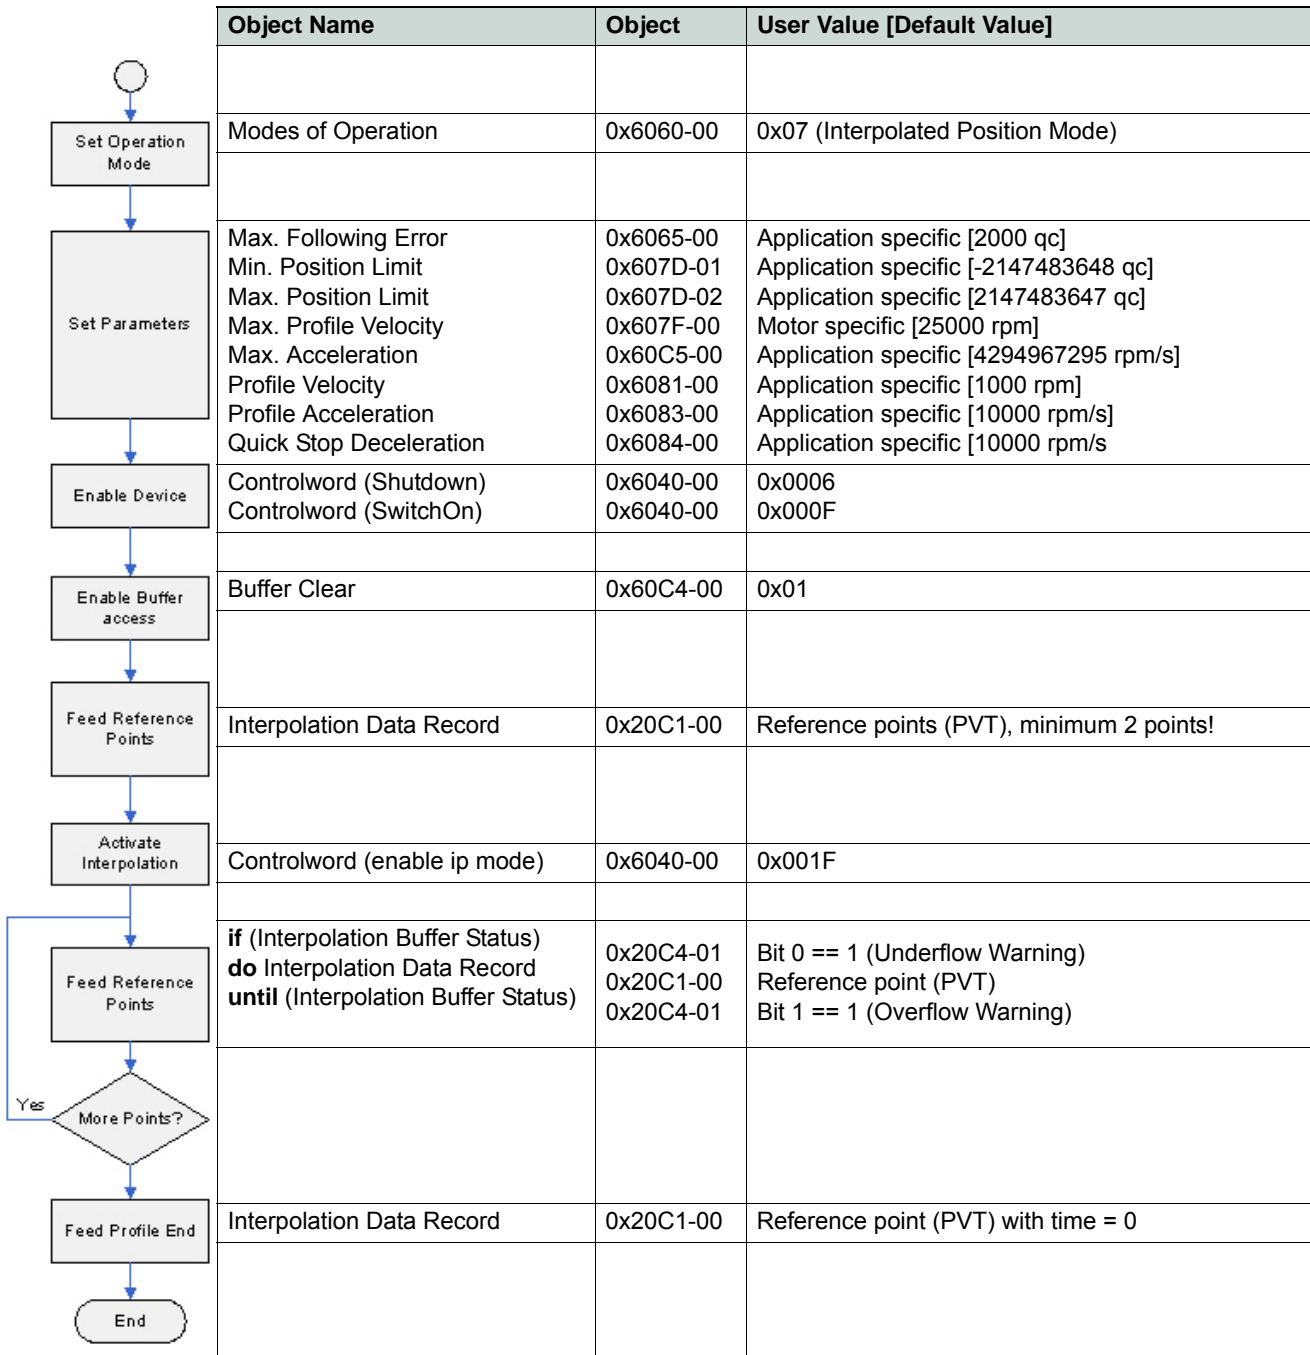 Object Name Object User Value [Default Value]
Set Operation
Mode
Modes of Operation 0x6060-00 0x07 (Interpolated Position Mode)
Set Parameters
Max. Following Error 0x6065-00 Application specific [2000 qc]
Min. Position Limit 0x607D-01 Application specific [-2147483648 qc]
Max. Position Limit 0x607D-02 Application specific [2147483647 qc]
Max. Profile Velocity 0x607F-00 Motor specific [25000 rpm]
Max. Acceleration 0x60C5-00 Application specific [4294967295 rpm/s]
Profile Velocity 0x6081-00 Application specific [1000 rpm]
Profile Acceleration 0x6083-00 Application specific [10000 rpm/s]
Quick Stop Deceleration 0x6084-00 Application specific [10000 rpm/s
Enable Device
Controlword (Shutdown) 0x6040-00 0x0006
Controlword (SwitchOn) 0x6040-00 0x000F
Enable Buffer
access
Buffer Clear 0x60C4-00 0x01
Feed Reference
Points
Interpolation Data Record 0x20C1-00 Reference points (PVT), minimum 2 points!
Activate
Interpolation
Controlword (enable ip mode) 0x6040-00 0x001F
Feed Reference
Points
if (Interpolation Buffer Status) 0x20C4-01 Bit 0 == 1 (Underflow Warning)
do Interpolation Data Record 0x20C1-00 Reference point (PVT)
until (Interpolation Buffer Status) 0x20C4-01 Bit 1 == 1 (Overflow Warning)
Yes
More Points?
Feed Profile End
Interpolation Data Record 0x20C1-00 Reference point (PVT) with time = 0
End